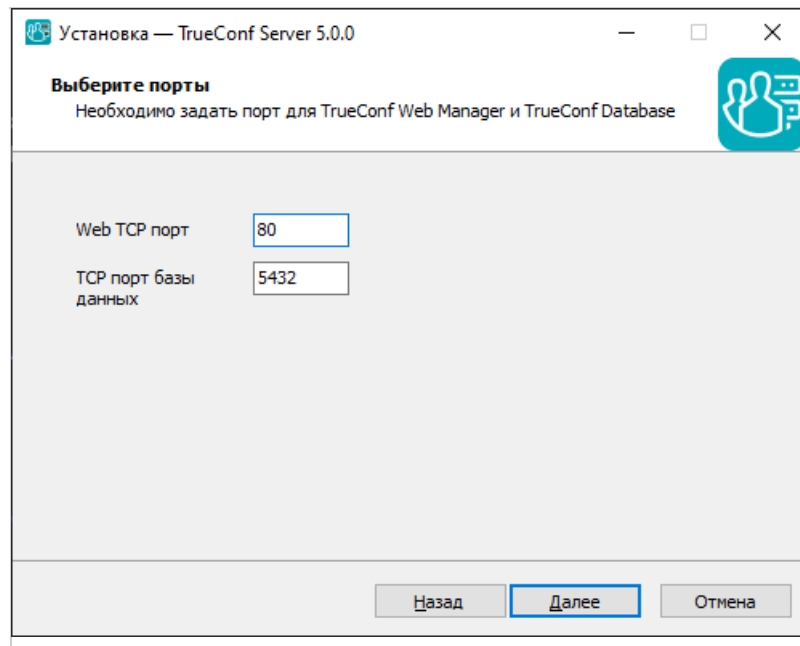 Установка — TrueConf Server 5.0.0
Выберите порты
Необходимо задать порт для TrueConf Web Manager и TrueConf Database
Web TCP порт
80
TCP порт базы
данных
5432
Назад
Далее
Отмена